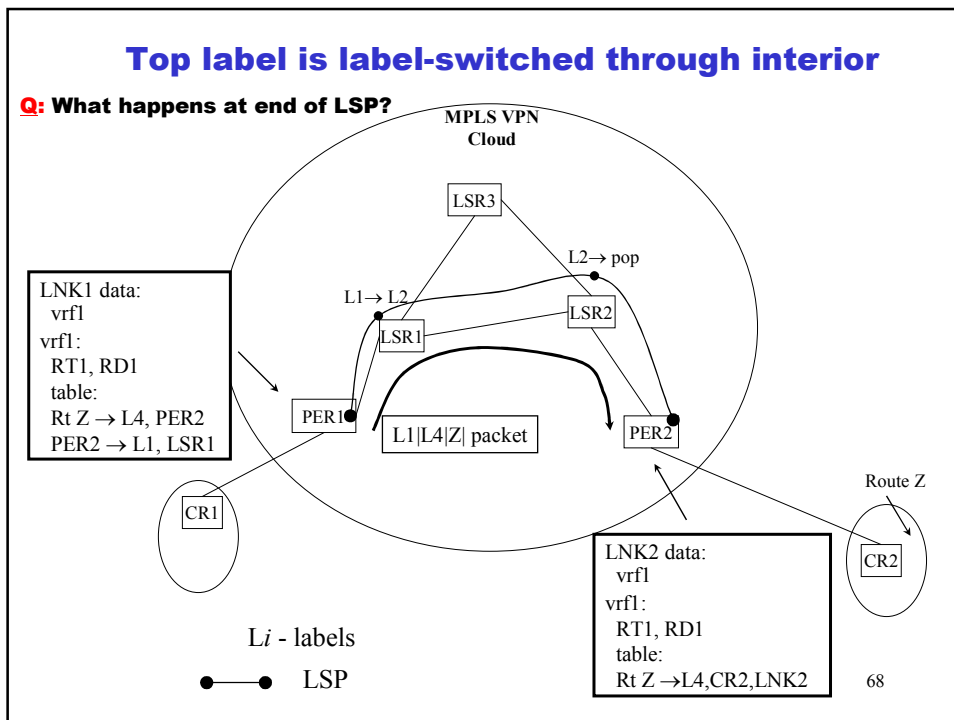 Top label is label-switched through interior
Q: What happens at end of LSP?
MPLS VPN
Cloud
LSR3
L2→ pop
L1→ L2
LSR2
LSR1
LNK1 data:
vrf1
vrf1:
RT1, RD1
table:
Rt Z → L4, PER2
PER2 → L1, LSR1
PER1
L1|L4|Z| packet
PER2
Route Z
CR1
CR2
LNK2 data:
vrf1
vrf1:
RT1, RD1
table:
Rt Z →L4,CR2,LNK2
Li - labels
LSP
68